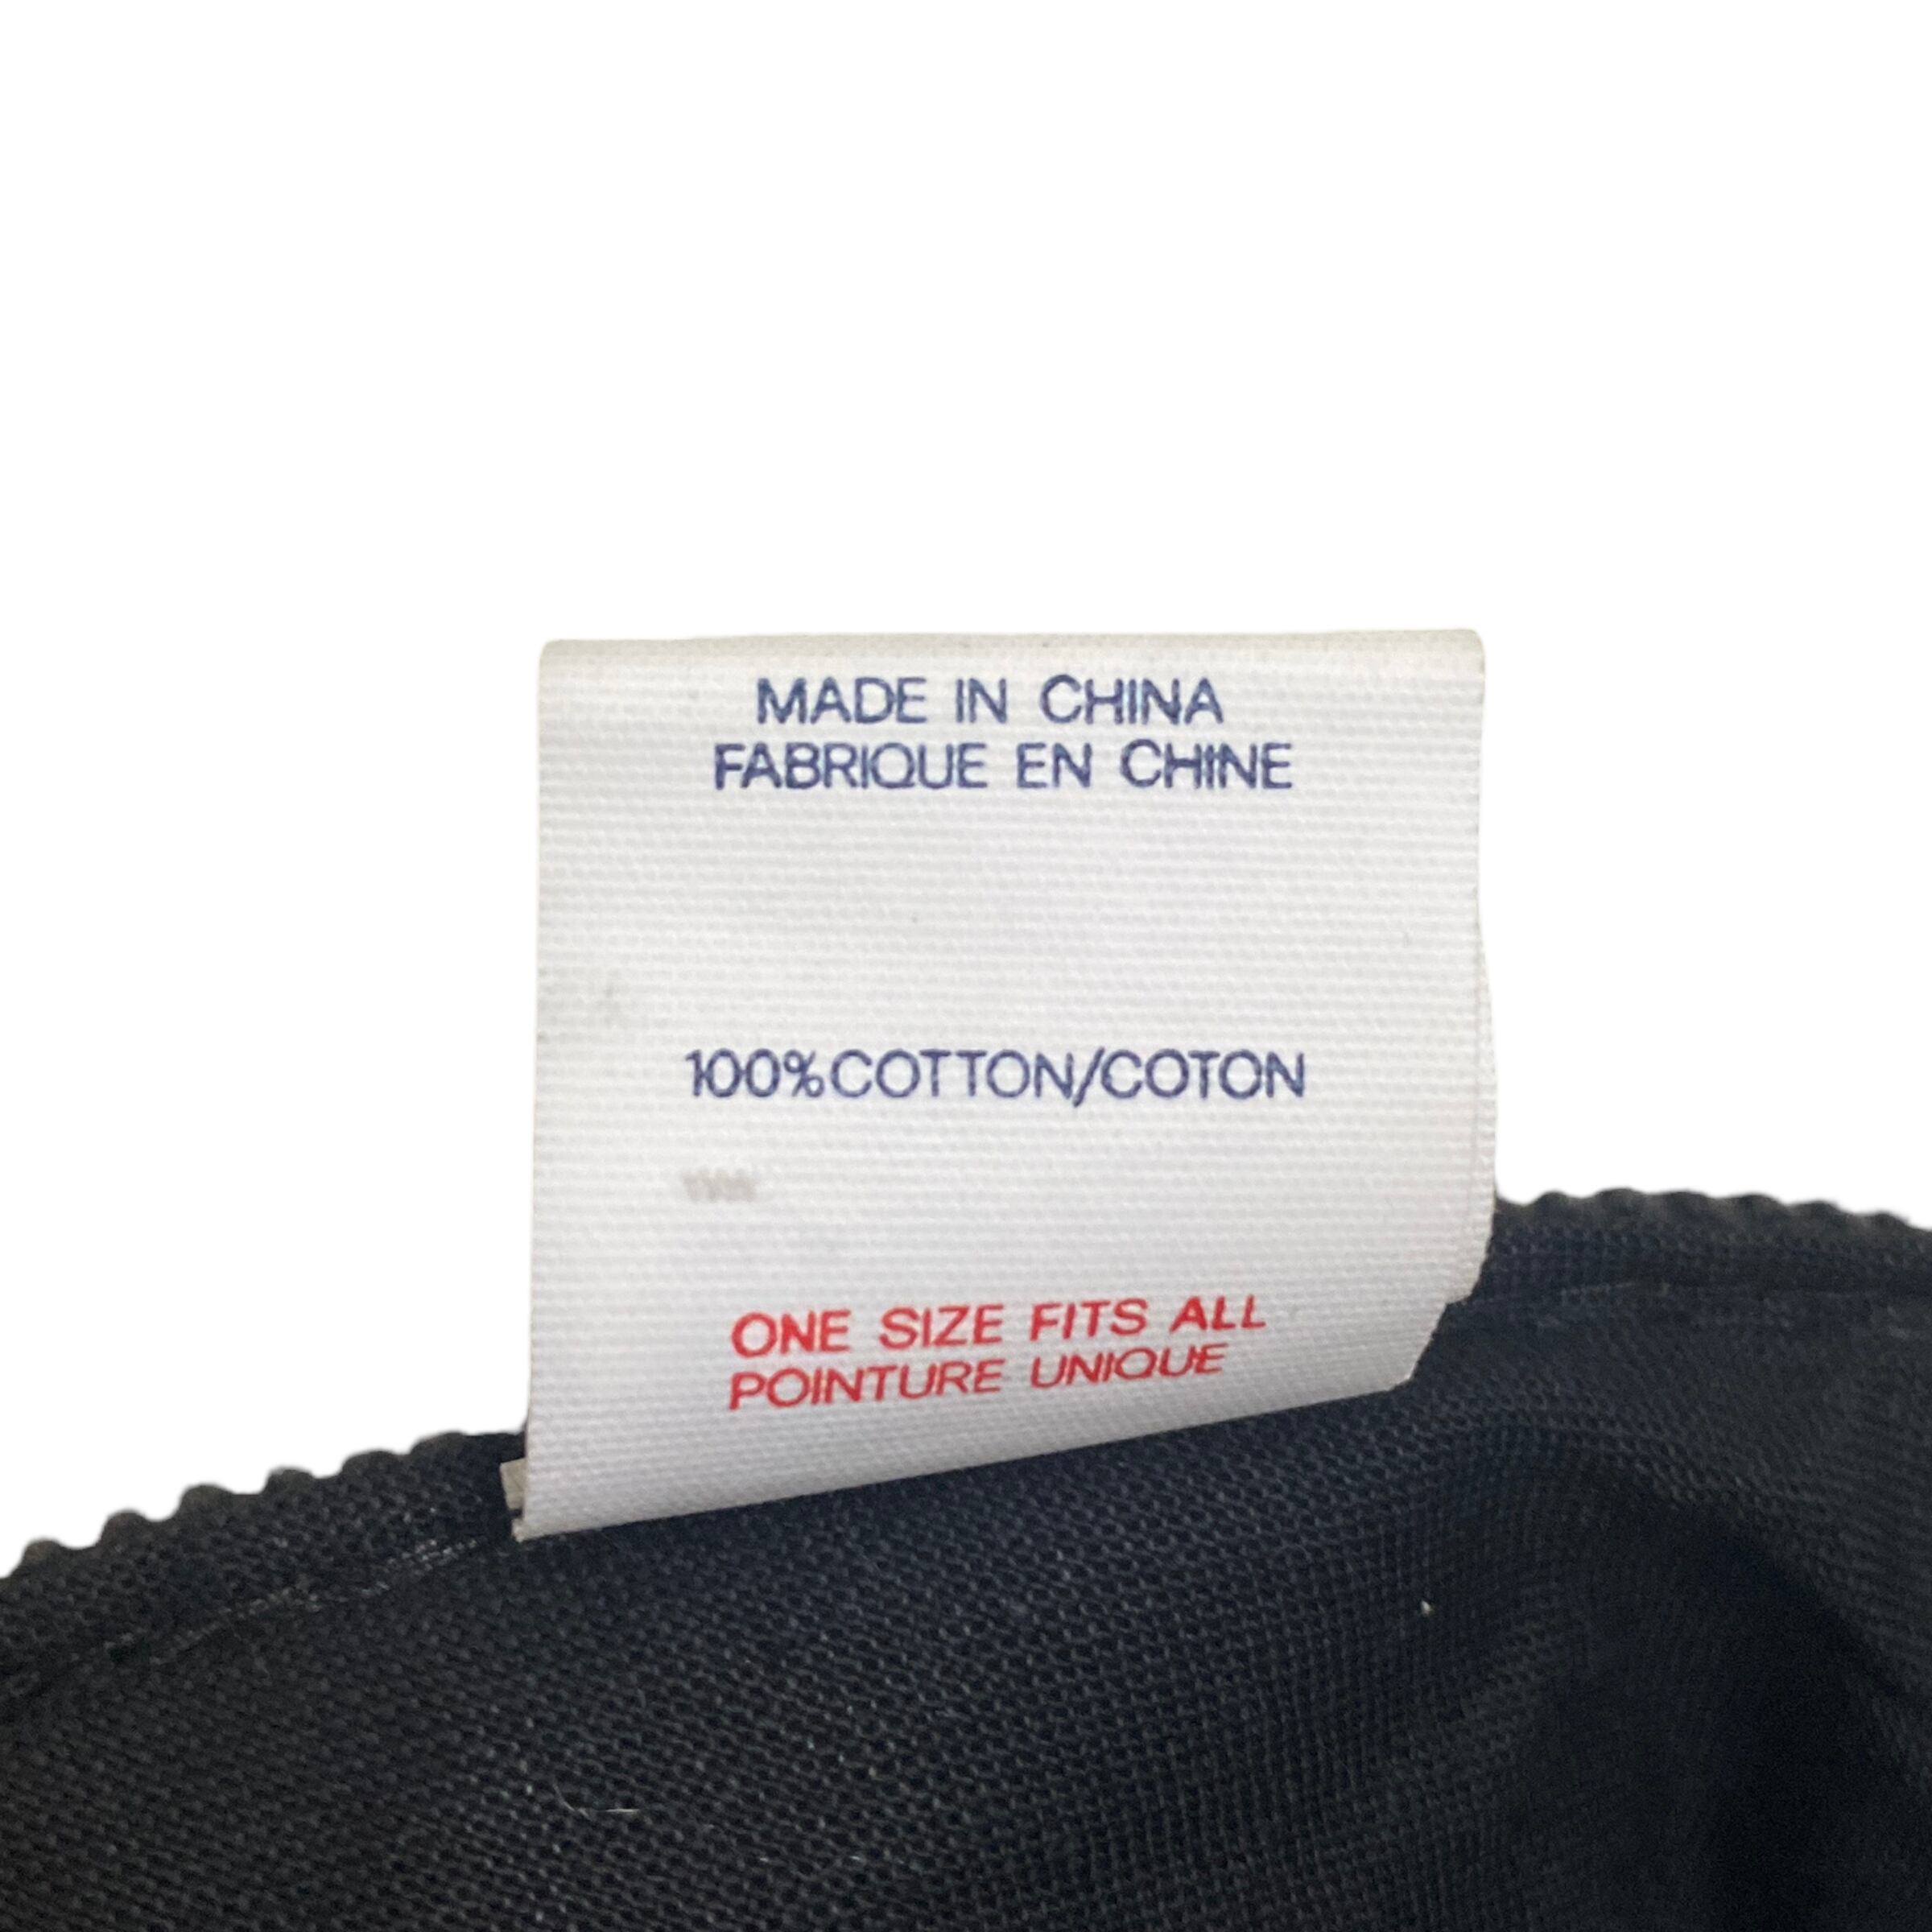 MADE IN CHINA
FABRIQUE EN CHINE
100%COTTON/COTON
ONE SIZE FITS ALL
POINTURE UNIQUE